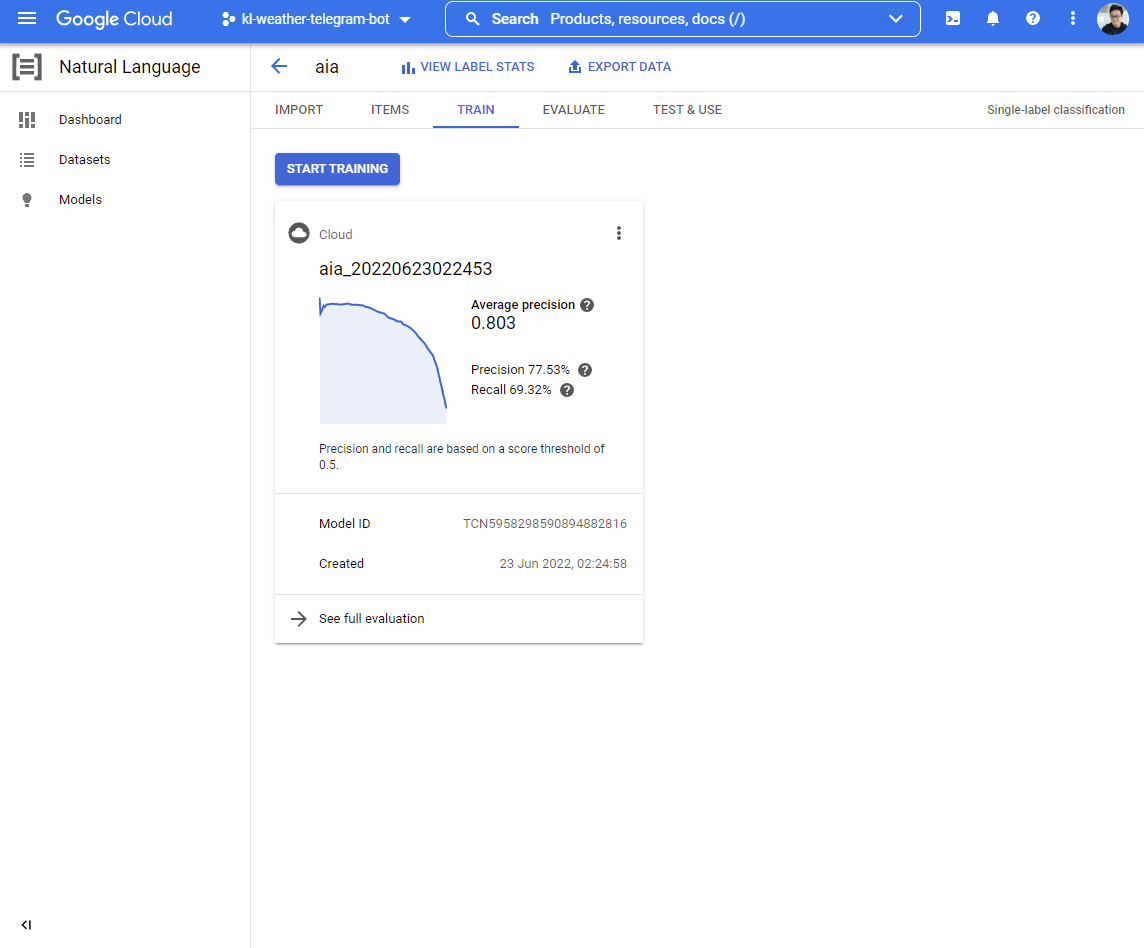 Google Cloud
kl-weather-telegram-bot
Search Products, resources, docs (/)
Natural Language
aia
VIEW LABEL STATS
EXPORT DATA
Dashboard
Datasets
Models
IMPORT
ITEMS
TRAIN
EVALUATE
TEST & USE
Single-label classification
START TRAINING
Cloud
aia_20220623022453
Average precision
0.803
Precision 77.53%
Recall 69.32%
Precision and recall are based on a score threshold of
0.5.
Model ID TCN5958298590894882816
Created 23 Jun 2022, 02:24:58
See full evaluation